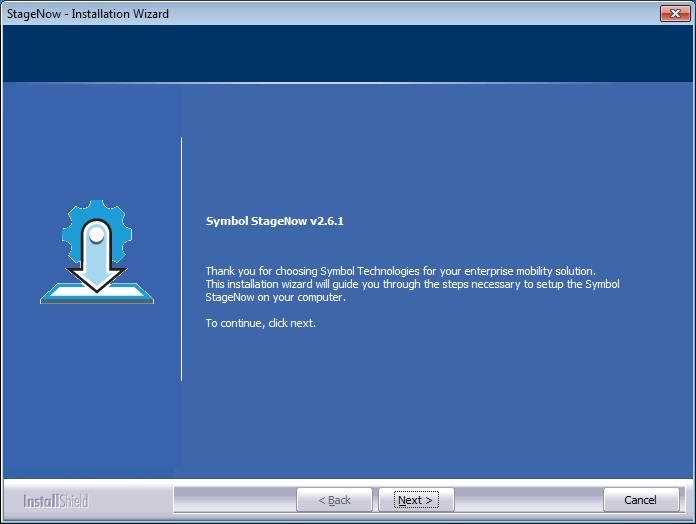 StageNow - Installation Wizard
Symbol StageNow v2.6.1
Thank you for choosing Symbol Technologies for your enterprise mobility solution.
This installation wizard will guide you through the steps necessary to setup the Symbol
StageNow on your computer.
To continue, click next.
InstallShield
< Back
Next >
Cancel